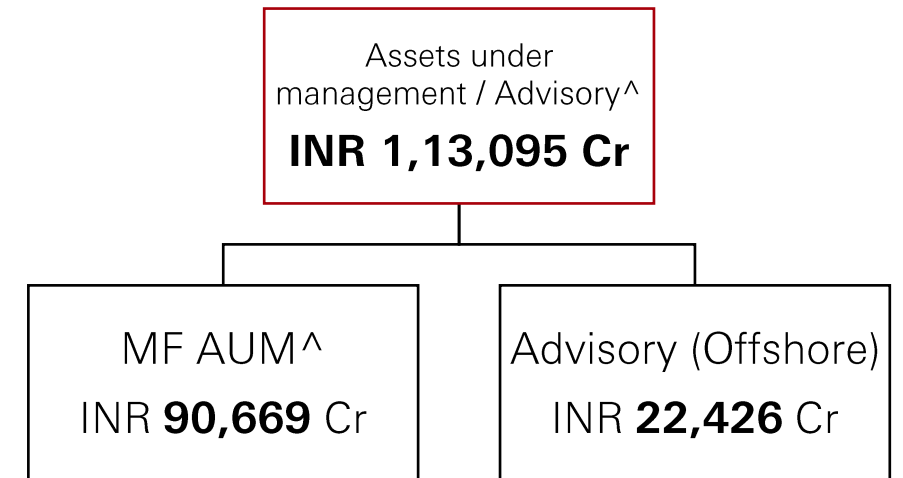 Assets under
management / Advisory^
INR 1,13,095 Cr
MF AUM^
INR 90,669 Cr
Advisory (Offshore)
INR 22,426 Cr